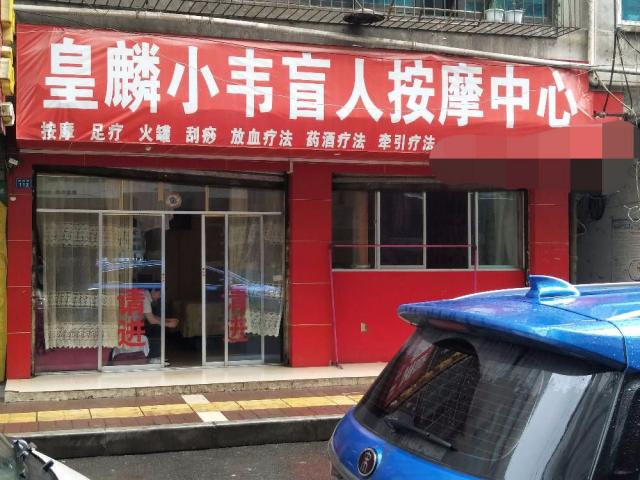 皇麟小韦盲人按摩中心
按摩 足疗 火罐 刮痧 放血疗法 药酒疗法 牵引疗法
请进
请进